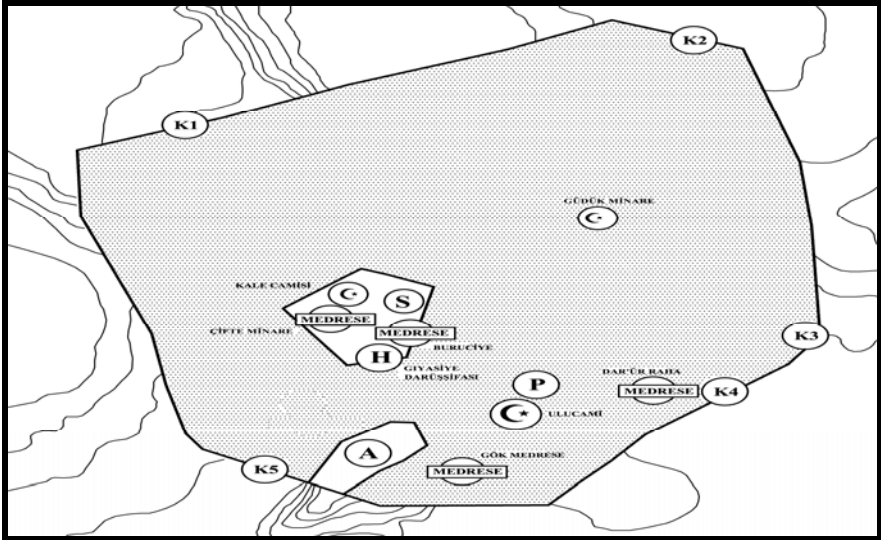 K2
K1
GÜDÜK MİNARE
KALE CAMİSİ
S
MEDRESE
ÇİFTE MİNARE
MEDRESE
BURUCİYE
H
GIYASİYE
DARÜŞŞİFASI
K3
DAR'ÜR RAHA
MEDRESE
K4
P
ULUCAMİ
A
GÖK MEDRESE
MEDRESE
K5